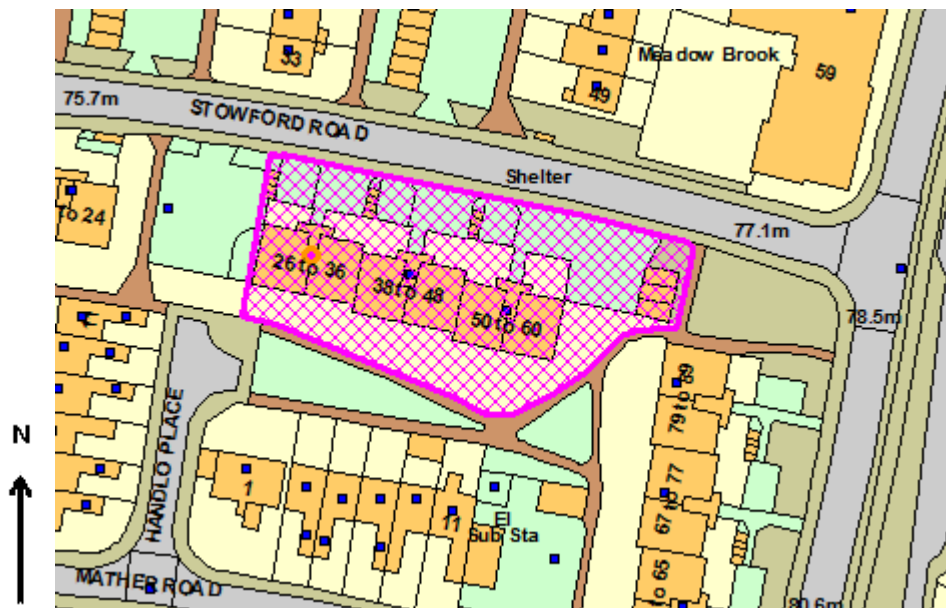 33
Meadow Brook
59
49
75.7m
STOWFORD ROAD
Shelter
To 24
77.1m
26 to 36
38 to 48
50 to 60
78.5m
N
HANDLO PLACE
79 to 89
1
11
El
Sub Sta
67 to 77
to 65
MATHER ROAD
80.6m